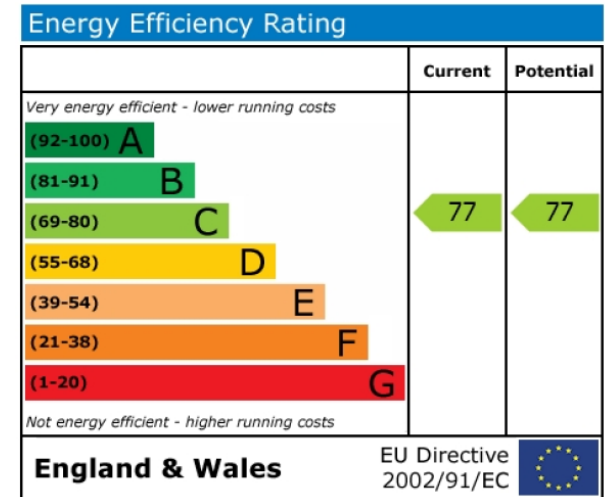 Energy Efficiency Rating
Current Potential
Very energy efficient - lower running costs
(92-100) A
(81-91) B
(69-80) C 77 77
(55-68) D
(39-54) E
(21-38) F
(1-20) G
Not energy efficient - higher running costs
England & Wales
EU Directive
2002/91/EC